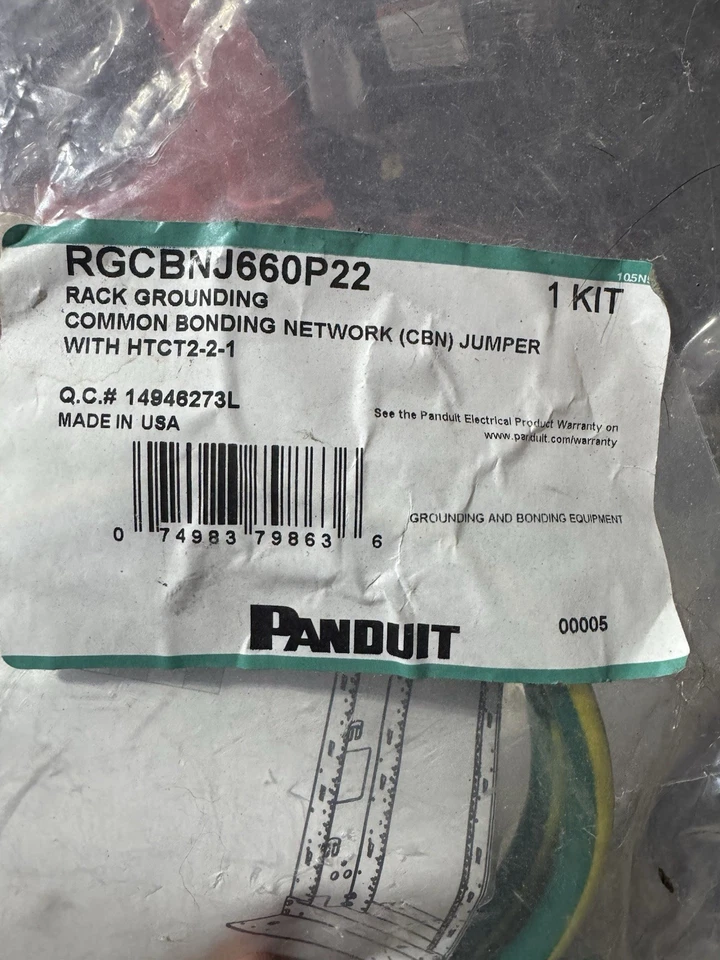 RGCBNJ660P22
1 KIT
RACK GROUNDING
COMMON BONDING NETWORK (CBN) JUMPER
WITH HTCT2-2-1
Q.C.# 14946273L
MADE IN USA
See the Panduit Electrical Product Warranty on
www.panduit.com/warranty
0 74983 79863 6
GROUNDING AND BONDING EQUIPMENT
PANDUIT
00005